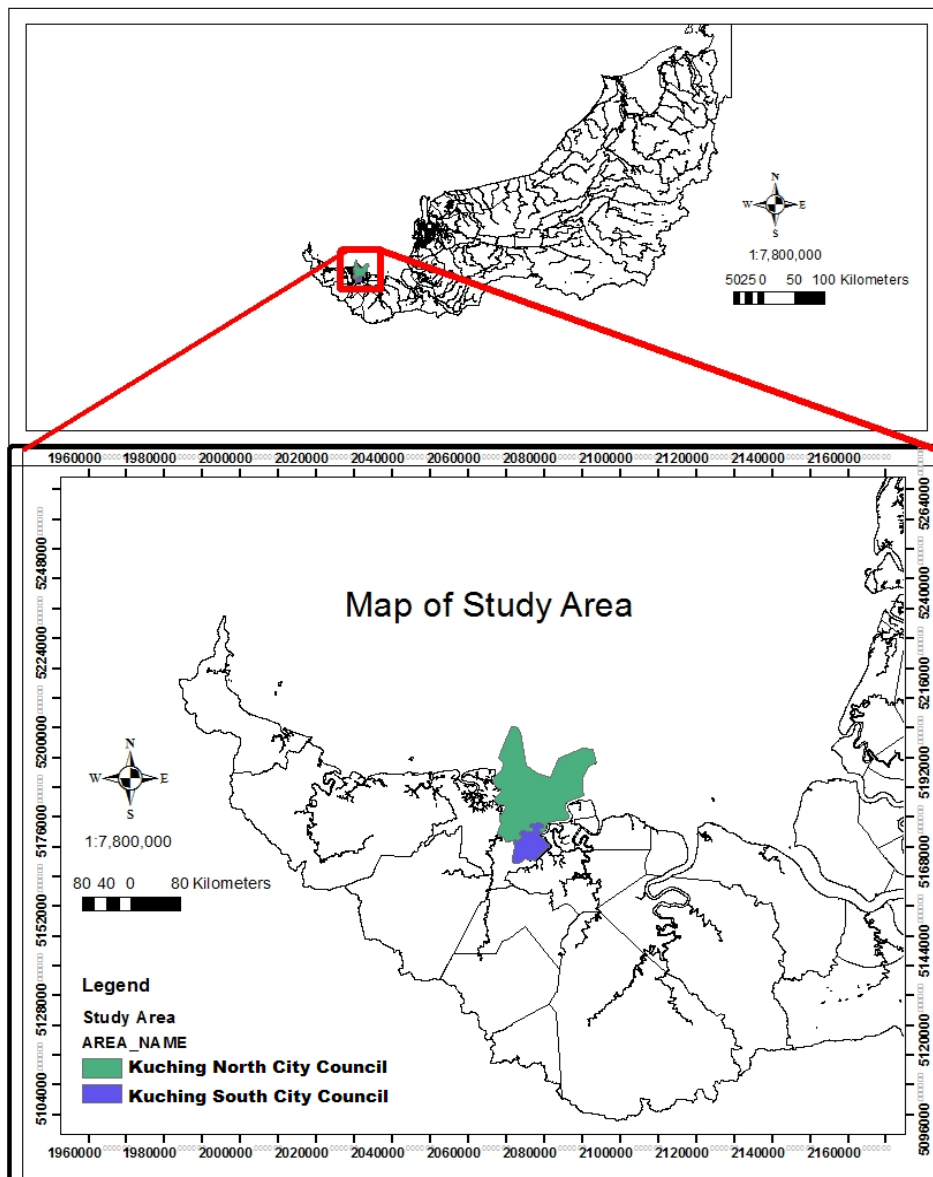 N
W E
S
1:7,800,000
50250 50 100 Kilometers
1960000 1980000 2000000 2020000 2040000 2060000 2080000 2100000 2120000 2140000 2160000
5248000
5224000
5200000
5176000
5152000
5128000
5104000
5264000
5240000
5216000
5192000
5168000
5144000
5120000
5096000
Map of Study Area
N
W E
S
1:7,800,000
80 40 0 80 Kilometers
Legend
Study Area
AREA_NAME
Kuching North City Council
Kuching South City Council
1960000 1980000 2000000 2020000 2040000 2060000 2080000 2100000 2120000 2140000 2160000